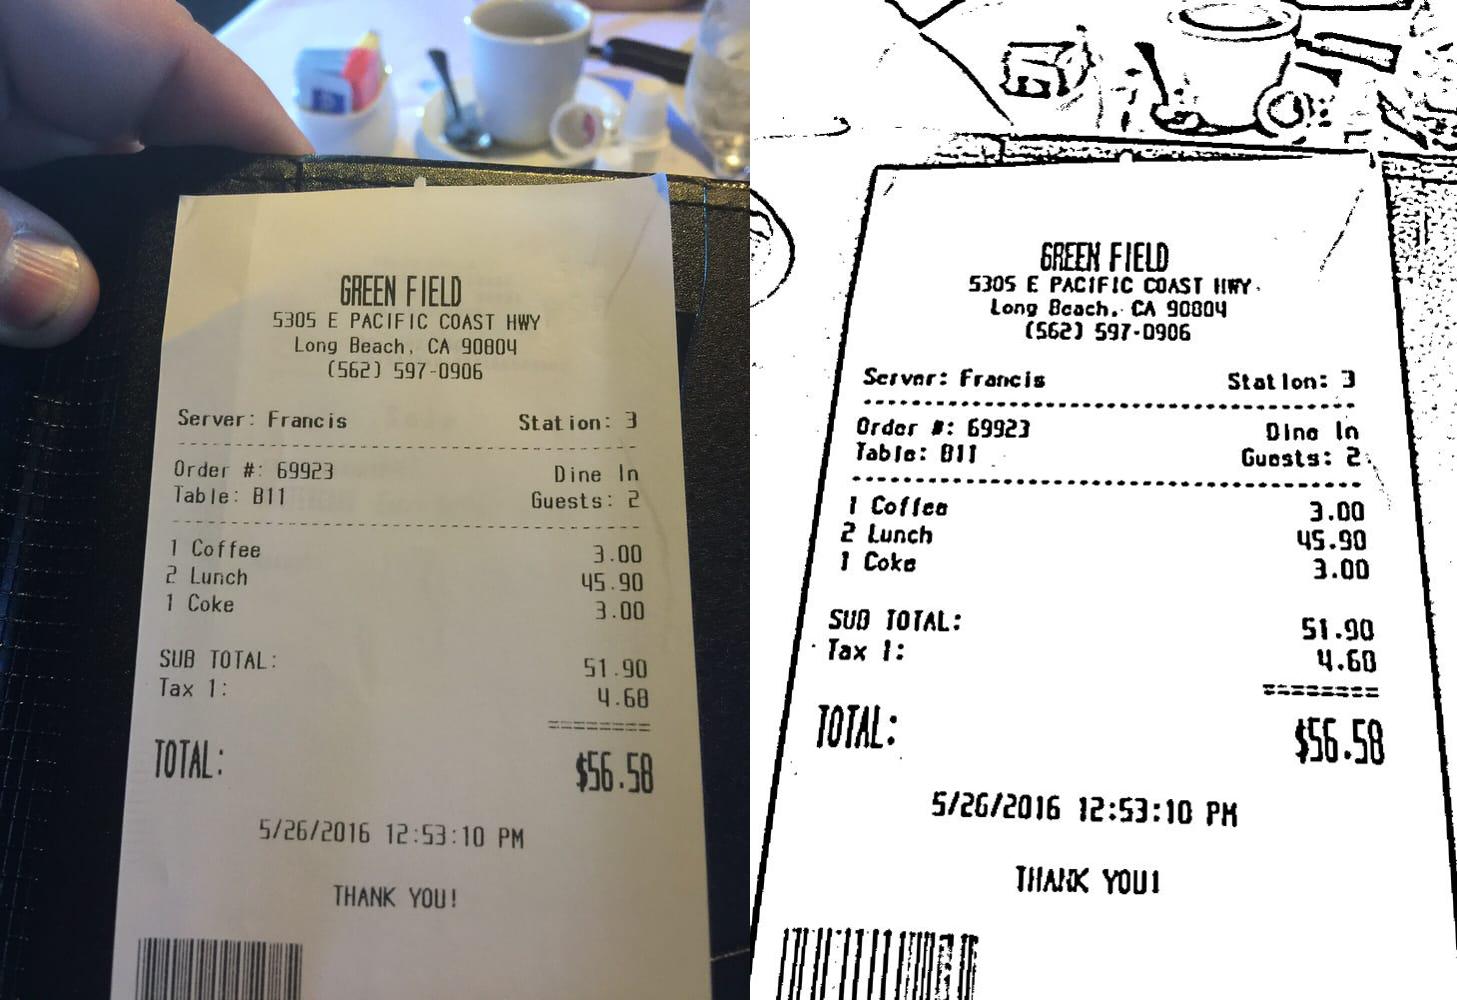 GREEN FIELD
5305 E PACIFIC COAST HWY
Long Beach, CA 90804
(562) 597-0906
Server: Francis Station: 3
Order #: 69923 Dine In
Table: B11 Guests: 2
1 Coffee 3.00
2 Lunch 45.90
1 Coke 3.00
SUB TOTAL: 51.90
Tax 1: 4.68
========
TOTAL: $56.58
5/26/2016 12:53:10 PM
THANK YOU!
GREEN FIELD
5305 E PACIFIC COAST HWY
Long Beach, CA 90804
(562) 597-0906
Server: Francis Station: 3
Order #: 69923 Dine In
Table: B11 Guests: 2
1 Coffee 3.00
2 Lunch 45.90
1 Coke 3.00
SUB TOTAL: 51.90
Tax 1: 4.68
========
TOTAL: $56.58
5/26/2016 12:53:10 PM
THANK YOU!